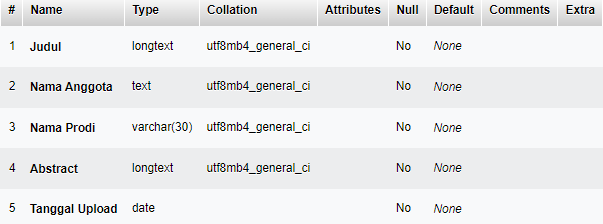 # Name Type Collation Attributes Null Default Comments Extra
1 Judul longtext utf8mb4_general_ci No None
2 Nama Anggota text utf8mb4_general_ci No None
3 Nama Prodi varchar(30) utf8mb4_general_ci No None
4 Abstract longtext utf8mb4_general_ci No None
5 Tanggal Upload date No None